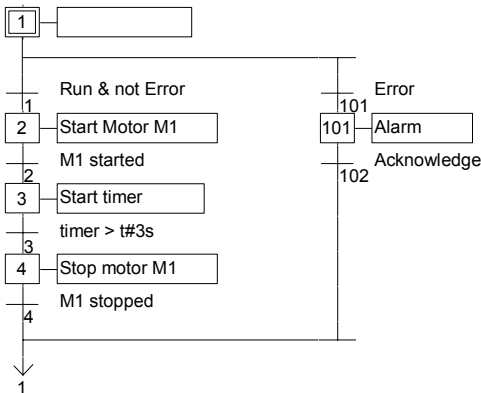 1
Run & not Error
1
Error
101
2
Start Motor M1
101
Alarm
M1 started
2
Acknowledge
102
3
Start timer
timer > t#3s
3
4
Stop motor M1
M1 stopped
4
1